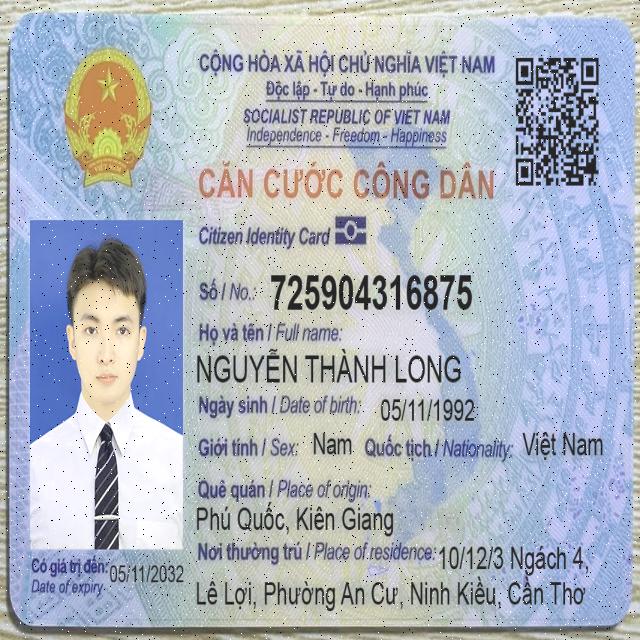 CỘNG HÒA XÃ HỘI CHỦ NGHĨA VIỆT NAM
Độc lập - Tự do - Hạnh phúc
SOCIALIST REPUBLIC OF VIET NAM
Independence - Freedom - Happiness
CĂN CƯỚC CÔNG DÂN
Citizen Identity Card
Số / No.: 725904316875
Họ và tên / Full name:
NGUYỄN THÀNH LONG
Ngày sinh / Date of birth: 05/11/1992
Giới tính / Sex: Nam Quốc tịch / Nationality: Việt Nam
Quê quán / Place of origin:
Phú Quốc, Kiên Giang
Nơi thường trú / Place of residence: 10/12/3 Ngách 4,
Lê Lợi, Phường An Cư, Ninh Kiều, Cần Thơ
Có giá trị đến: 05/11/2032
Date of expiry: